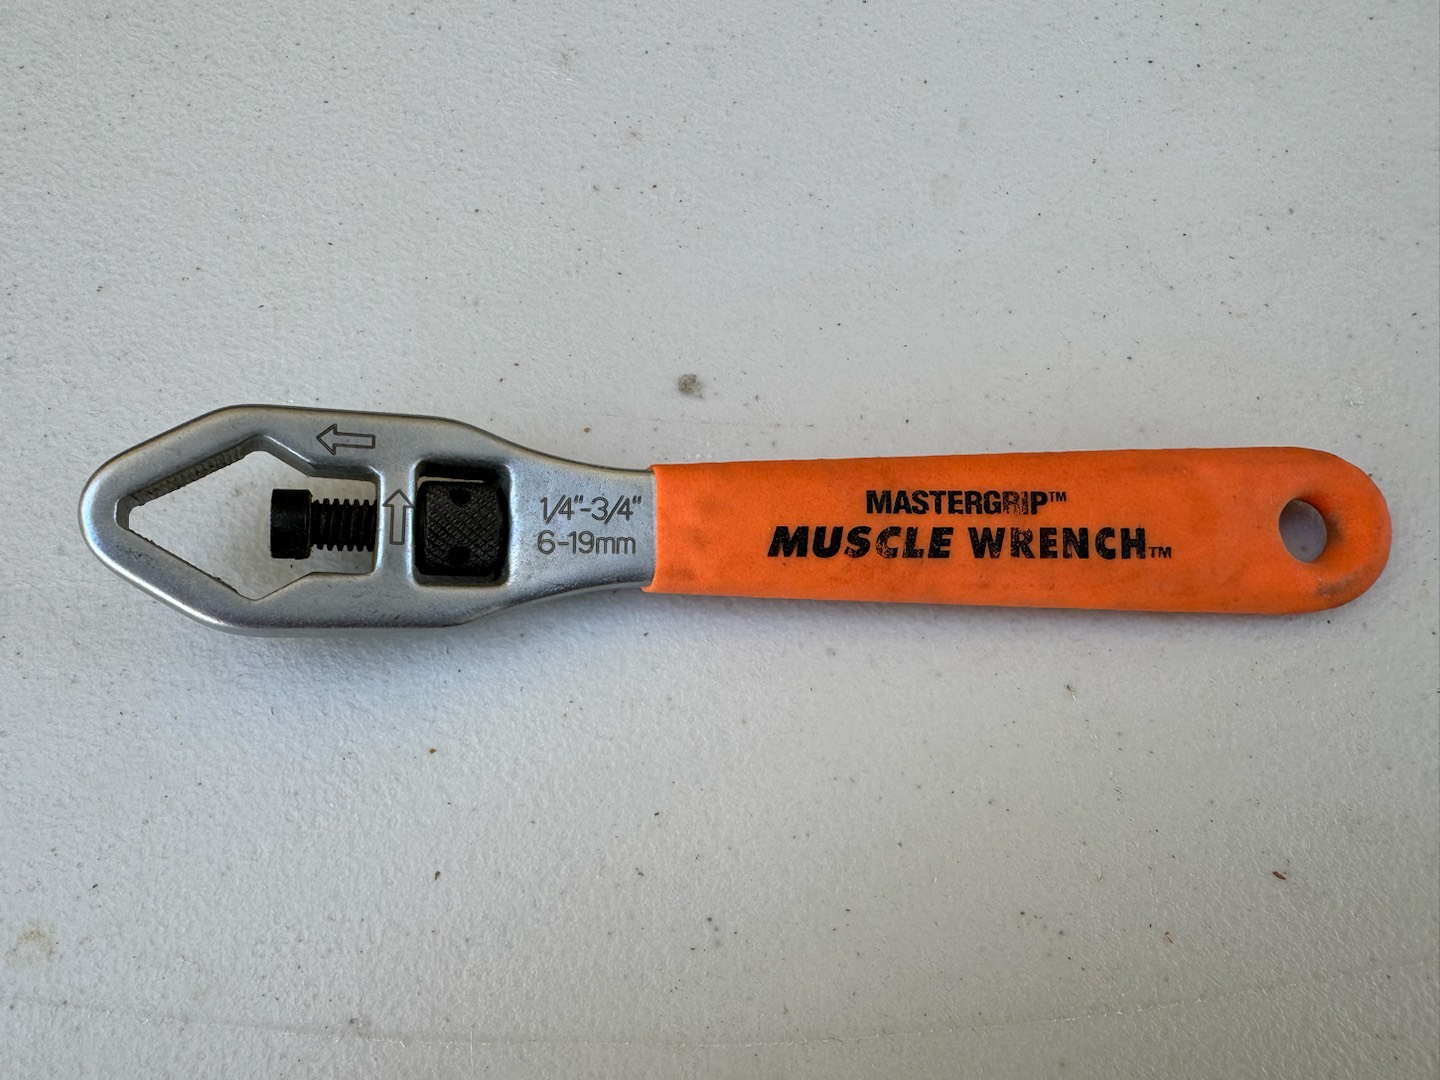 1/4"-3/4"
6-19mm
MASTERGRIP™
MUSCLE WRENCH™